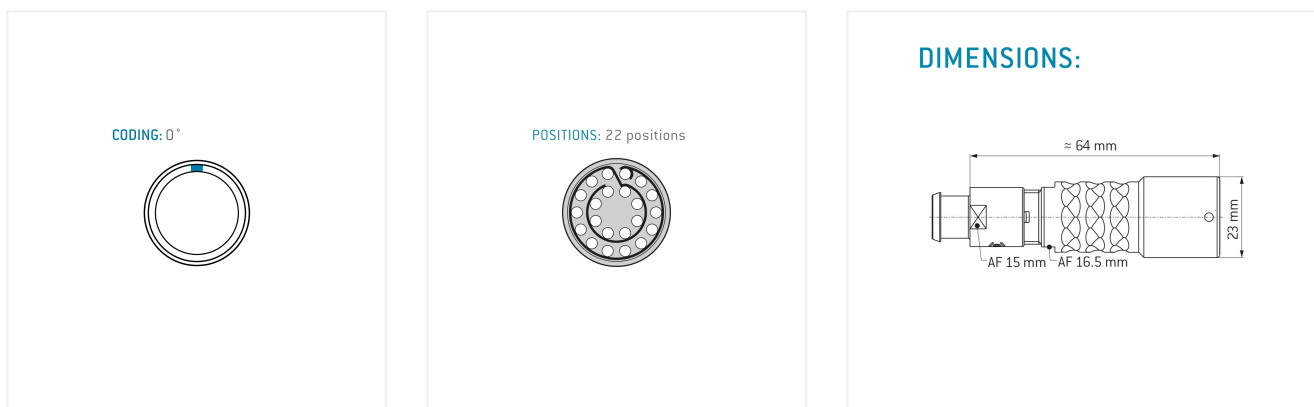 CODING: 0°
POSITIONS: 22 positions
DIMENSIONS:
≈ 64 mm
23 mm
AF 15 mm
AF 16.5 mm